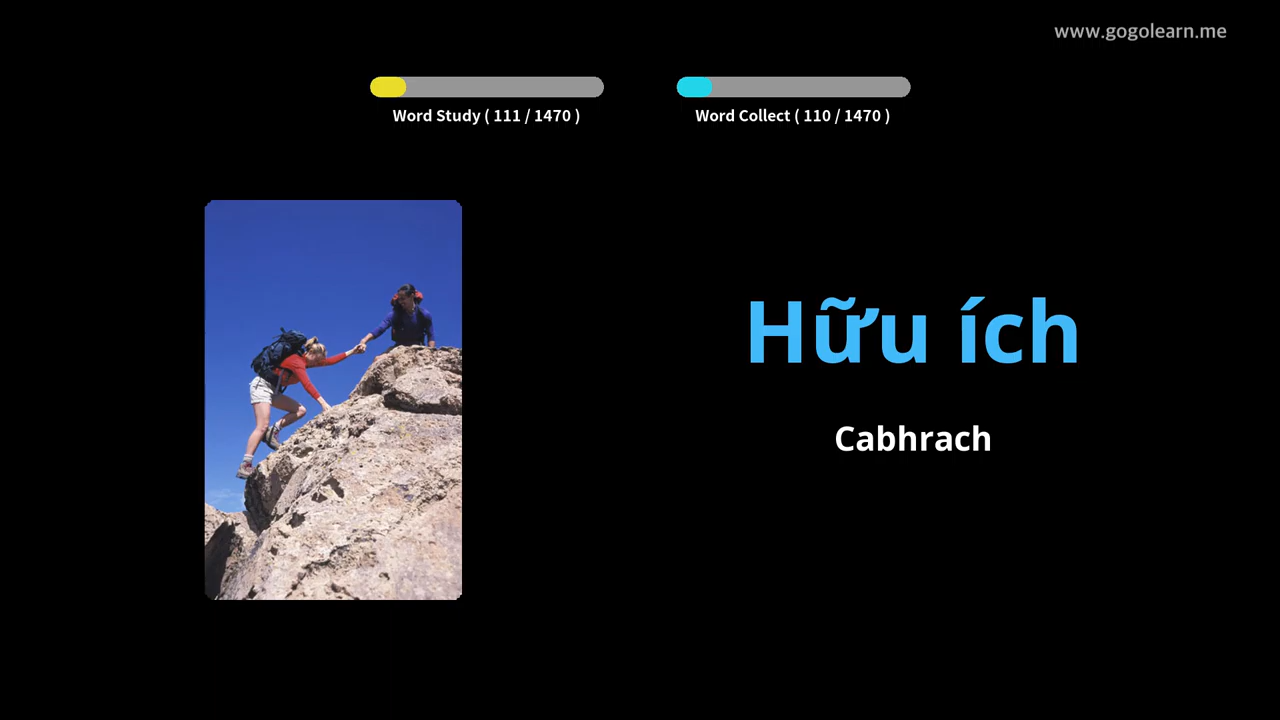 www.gogolearn.me
Word Study ( 111 / 1470 )
Word Collect ( 110 / 1470 )
Hữu ích
Cabhrach